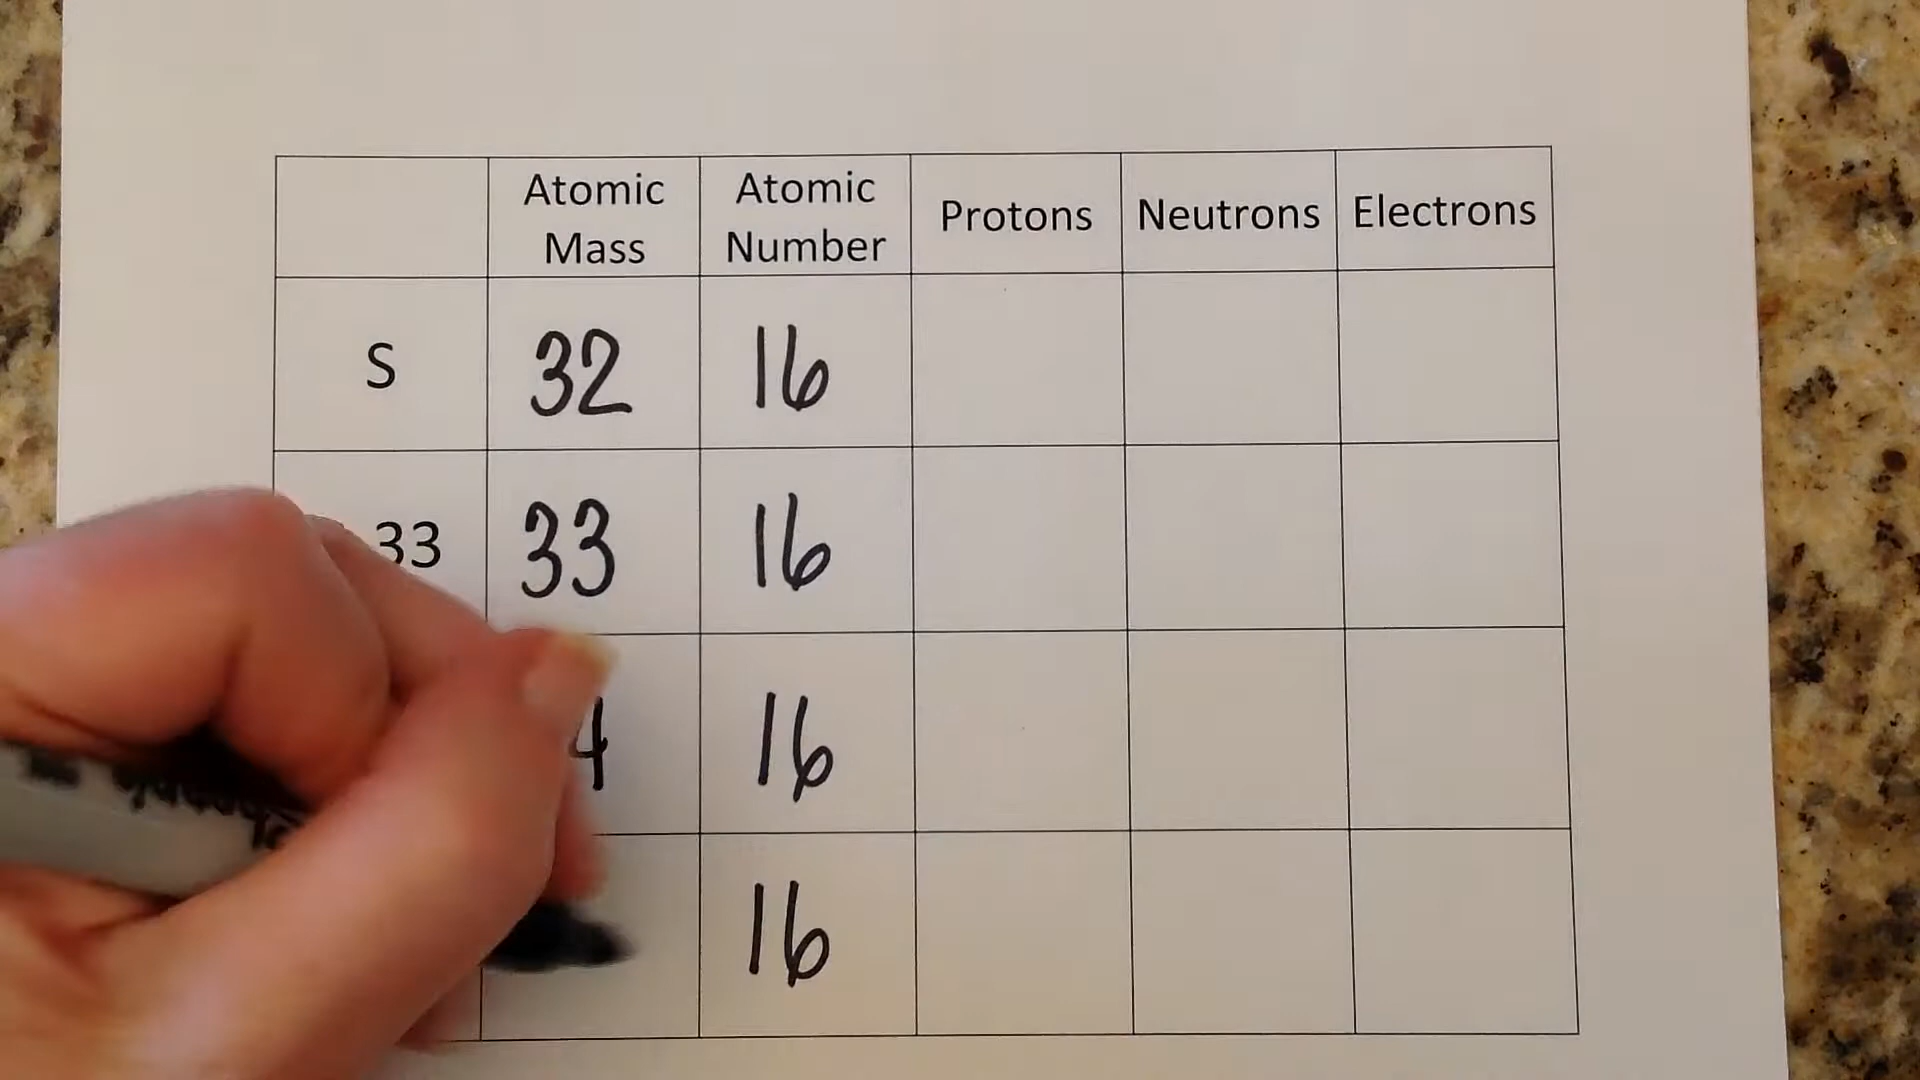 Atomic Mass
Atomic Number
Protons
Neutrons
Electrons
S
32
16
33
33
16
4
16
16